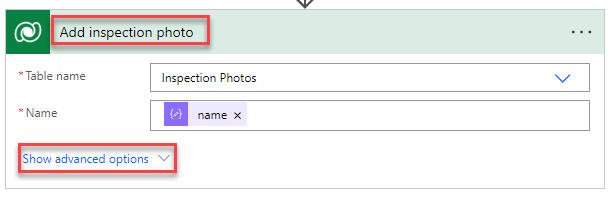 Add inspection photo ...
*Table name
Inspection Photos
*Name
name ×
Show advanced options